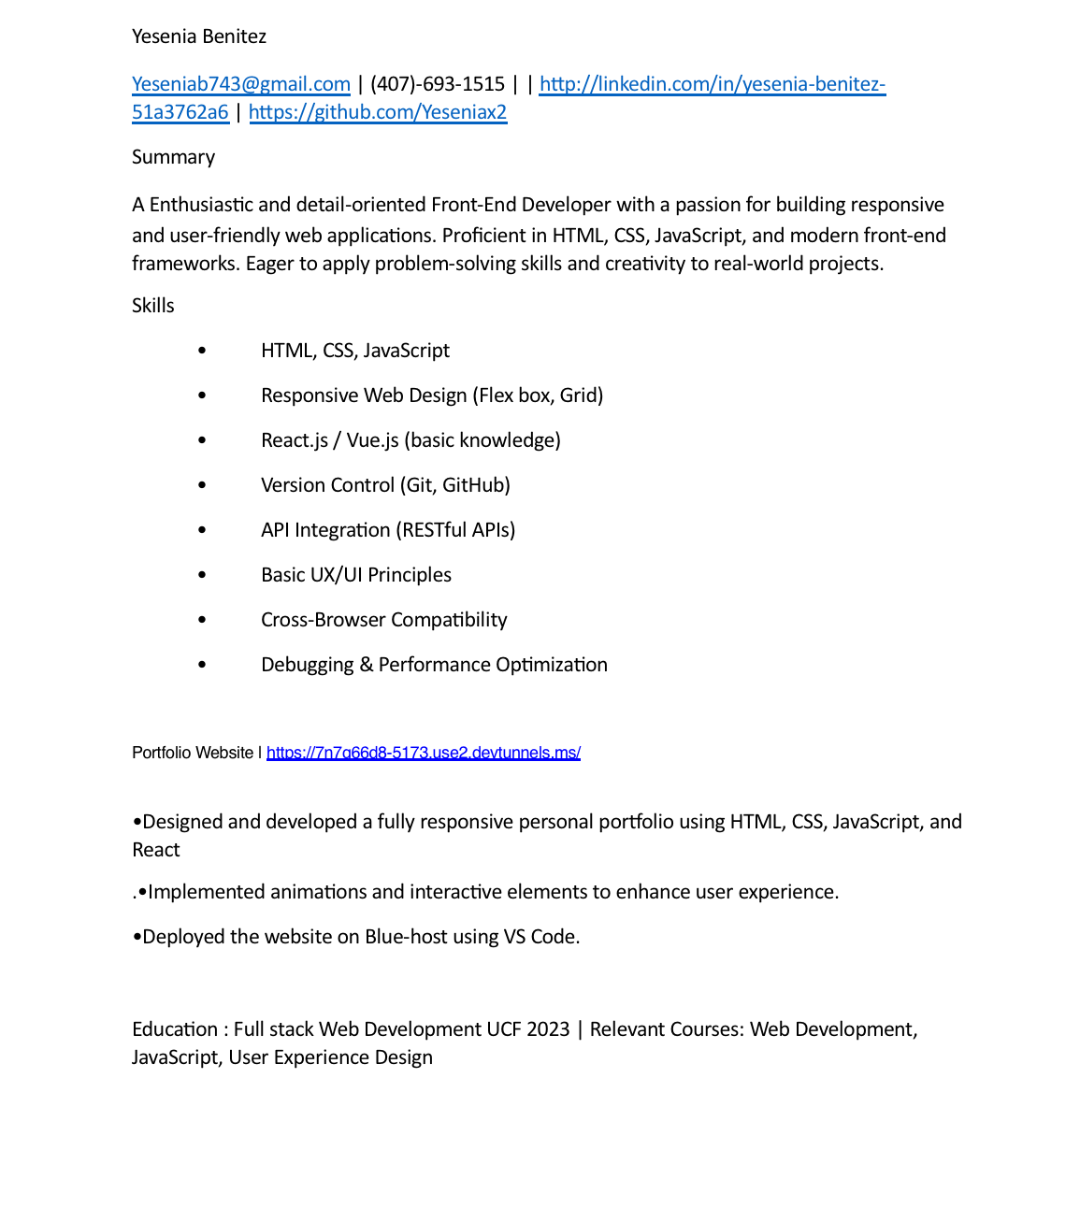 Yesenia Benitez
Yeseniab743@gmail.com | (407)-693-1515 | | http://linkedin.com/in/yesenia-benitez-
51a3762a6 | https://github.com/Yeseniax2
Summary
A Enthusiastic and detail-oriented Front-End Developer with a passion for building responsive
and user-friendly web applications. Proficient in HTML, CSS, JavaScript, and modern front-end
frameworks. Eager to apply problem-solving skills and creativity to real-world projects.
Skills
• HTML, CSS, JavaScript
• Responsive Web Design (Flex box, Grid)
• React.js / Vue.js (basic knowledge)
• Version Control (Git, GitHub)
• API Integration (RESTful APIs)
• Basic UX/UI Principles
• Cross-Browser Compatibility
• Debugging & Performance Optimization
Portfolio Website | https://7n7q66d8-5173.use2.devtunnels.ms/
•Designed and developed a fully responsive personal portfolio using HTML, CSS, JavaScript, and
React
.•Implemented animations and interactive elements to enhance user experience.
•Deployed the website on Blue-host using VS Code.
Education : Full stack Web Development UCF 2023 | Relevant Courses: Web Development,
JavaScript, User Experience Design